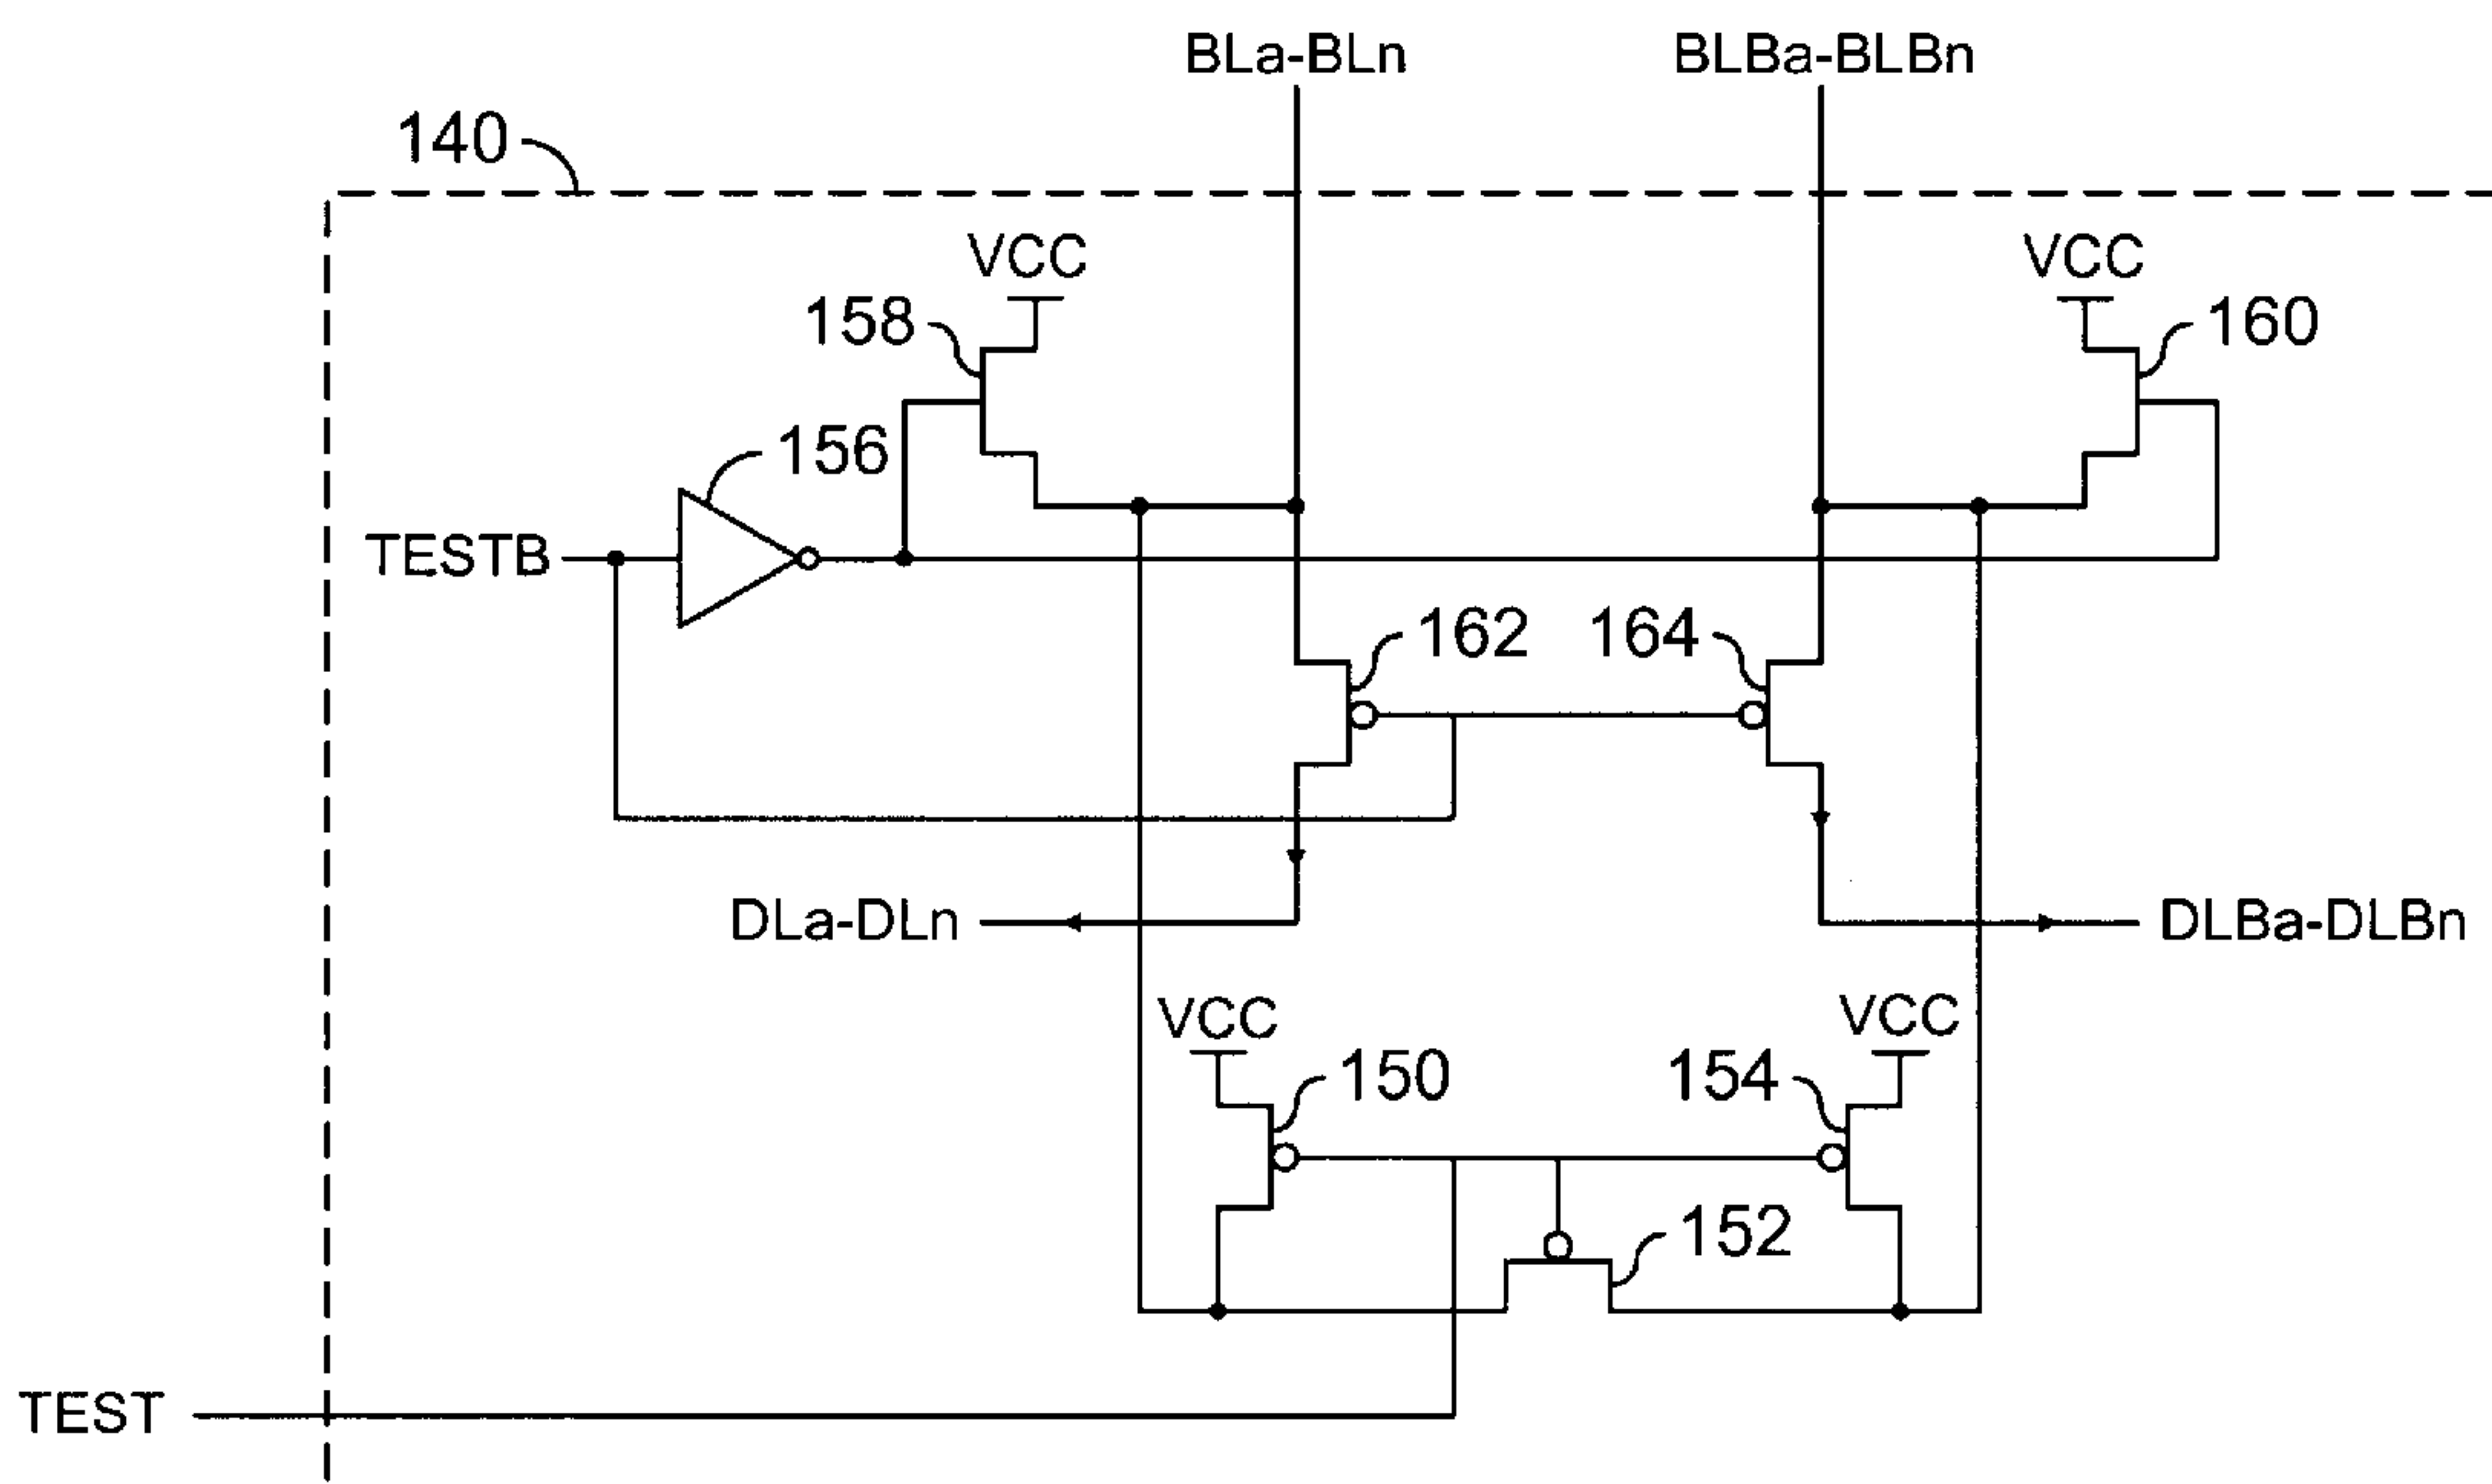 BLa-BLn
BLBa-BLBn
140
VCC
VCC
158
160
156
TESTB
162
164
DLa-DLn
DLBa-DLBn
VCC
VCC
150
154
152
TEST